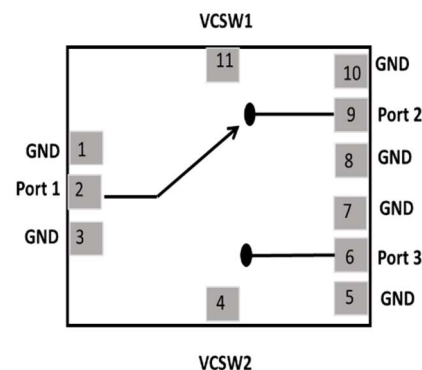 VCSW1
11
10 GND
9 Port 2
GND 1
8 GND
Port 1 2
7 GND
GND 3
6 Port 3
4
5 GND
VCSW2